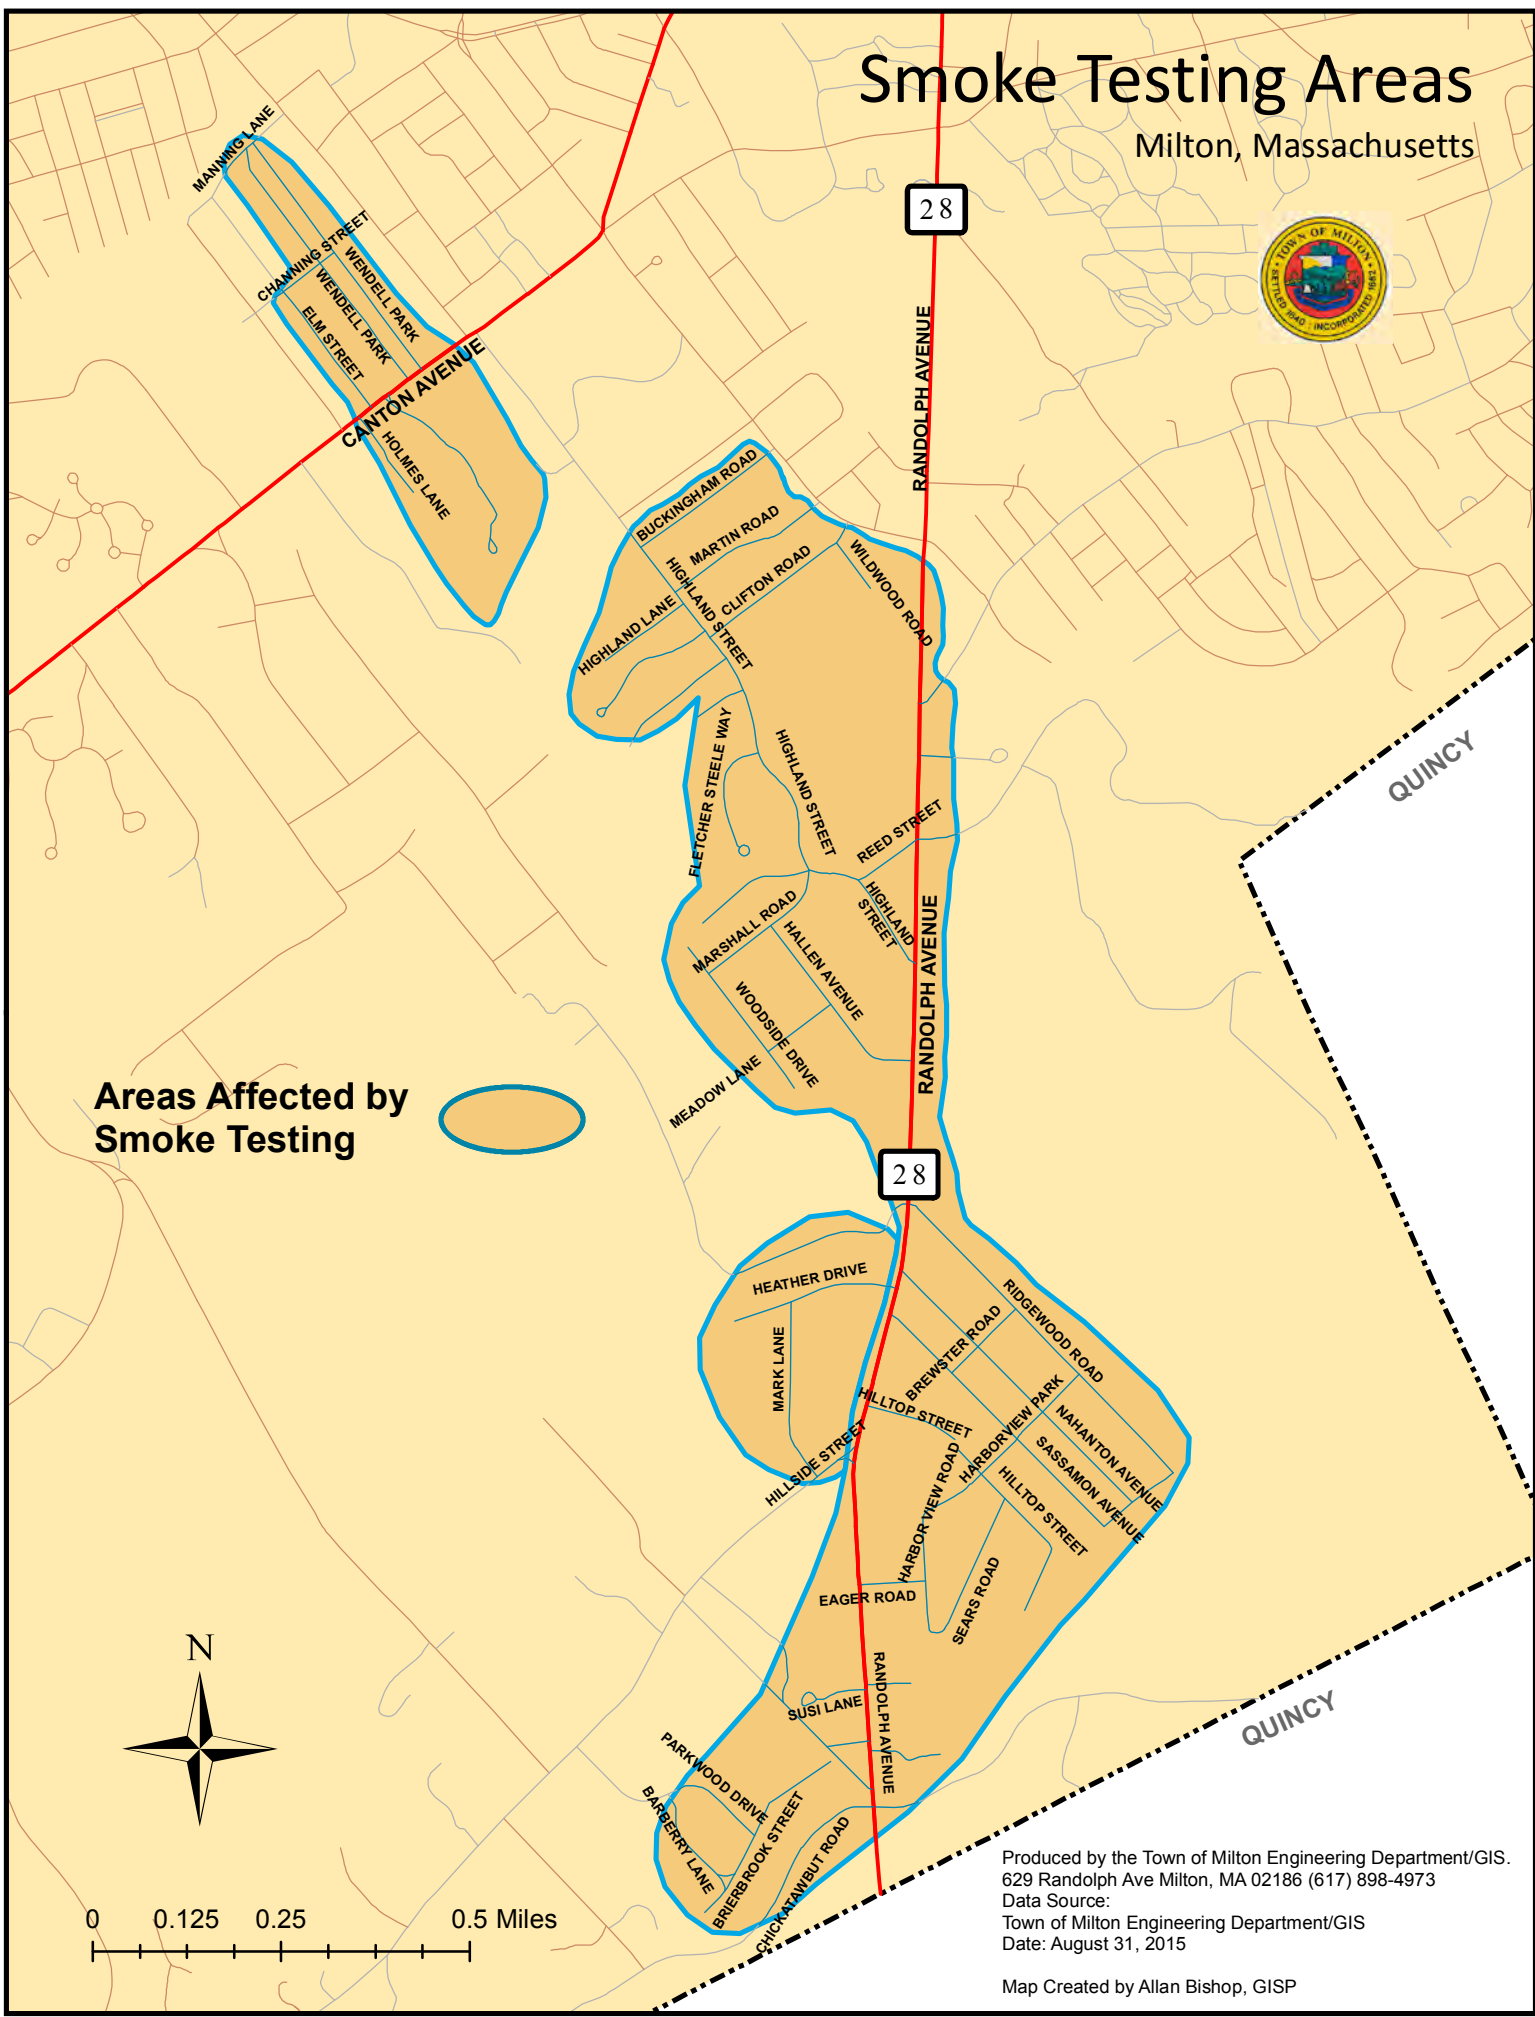 Smoke Testing Areas
Milton, Massachusetts
TOWN OF MILTON
SETTLED 1640
INCORPORATED 1662
28
MANNING LANE
CHANNING STREET
WENDELL PARK
WENDELL PARK
ELM STREET
CANTON AVENUE
HOLMES LANE
RANDOLPH AVENUE
BUCKINGHAM ROAD
MARTIN ROAD
CLIFTON ROAD
WILDWOOD ROAD
HIGHLAND STREET
HIGHLAND LANE
FLETCHER STEELE WAY
HIGHLAND STREET
REED STREET
QUINCY
HIGHLAND
STREET
MARSHALL ROAD
HALLEN AVENUE
RANDOLPH AVENUE
WOODSIDE DRIVE
MEADOW LANE
Areas Affected by
Smoke Testing
28
HEATHER DRIVE
MARK LANE
RIDGEWOOD ROAD
BREWSTER ROAD
HILLTOP STREET
HARBORVIEW PARK
NAHANTON AVENUE
SASSAMON AVENUE
HILLSIDE STREET
HARBOR VIEW ROAD
HILLTOP STREET
EAGER ROAD
SEARS ROAD
RANDOLPH AVENUE
SUSI LANE
QUINCY
PARKWOOD DRIVE
BARBERRY LANE
BRIERBROOK STREET
CHICKATAWBUT ROAD
N
0 0.125 0.25 0.5 Miles
Produced by the Town of Milton Engineering Department/GIS.
629 Randolph Ave Milton, MA 02186 (617) 898-4973
Data Source:
Town of Milton Engineering Department/GIS
Date: August 31, 2015
Map Created by Allan Bishop, GISP